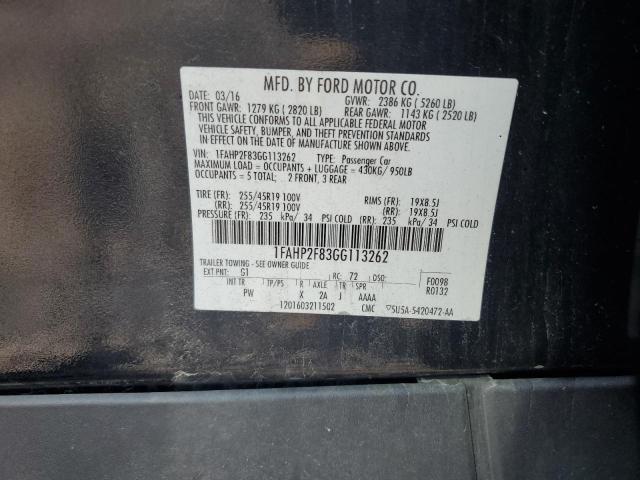 MFD. BY FORD MOTOR CO.
DATE: 03/16 GVWR: 2386 KG ( 5260 LB)
FRONT GAWR: 1279 KG ( 2820 LB) REAR GAWR: 1143 KG ( 2520 LB)
THIS VEHICLE CONFORMS TO ALL APPLICABLE FEDERAL MOTOR
VEHICLE SAFETY, BUMPER, AND THEFT PREVENTION STANDARDS
IN EFFECT ON THE DATE OF MANUFACTURE SHOWN ABOVE.
VIN: 1FAHP2F83GG113262 TYPE: Passenger Car
MAXIMUM LOAD = OCCUPANTS + LUGGAGE = 430KG/ 950LB
OCCUPANTS = 5 TOTAL; 2 FRONT, 3 REAR
TIRE (FR): 255/45R19 100V RIMS (FR): 19X8.5J
(RR): 255/45R19 100V (RR): 19X8.5J
PRESSURE (FR): 235 kPa/ 34 PSI COLD (RR): 235 kPa/ 34 PSI COLD
1FAHP2F83GG113262
TRAILER TOWING - SEE OWNER GUIDE
EXT PNT: G1 RC: 72 DSO: F0098
R0132
INT TR TP/PS R AXLE TR SPR
PW X 2A J AAAA
1201603211502 CMC ▽5U5A-5420472-AA